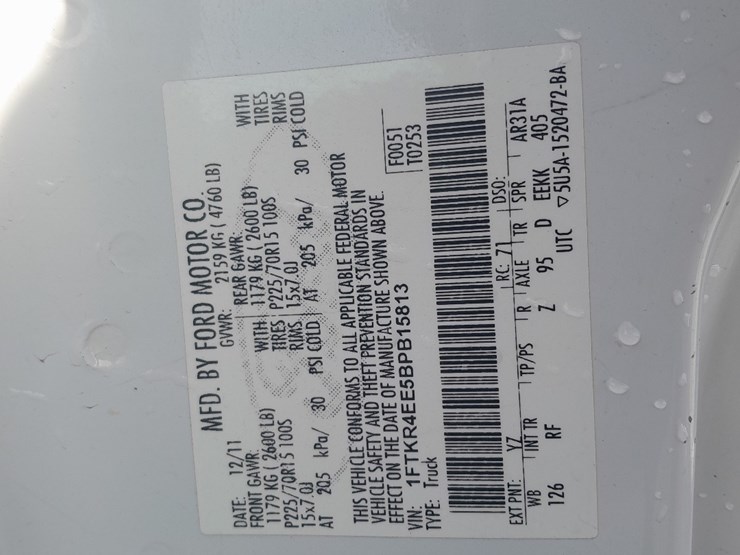 MFD. BY FORD MOTOR CO.
DATE: 12/11 GVWR: 2159 KG ( 4760 LB)
FRONT GAWR: WITH REAR GAWR: WITH
1179 KG ( 2600 LB) TIRES 1179 KG ( 2600 LB) TIRES
P225/70R15 100S RIMS P225/70R15 100S RIMS
15x7.0J 15x7.0J
AT 205 kPa/ 30 PSI COLD AT 205 kPa/ 30 PSI COLD
THIS VEHICLE CONFORMS TO ALL APPLICABLE FEDERAL MOTOR
VEHICLE SAFETY AND THEFT PREVENTION STANDARDS IN
EFFECT ON THE DATE OF MANUFACTURE SHOWN ABOVE.
VIN: 1FTKR4EE5BPB15813 F0051
TYPE: Truck T0253
EXT PNT: YZ RC: 71 DSO:
WB INT TR TP/PS R AXLE TR SPR AR31A
126 RF Z 95 D EEKK 405
UTC ▽5U5A-1520472-BA